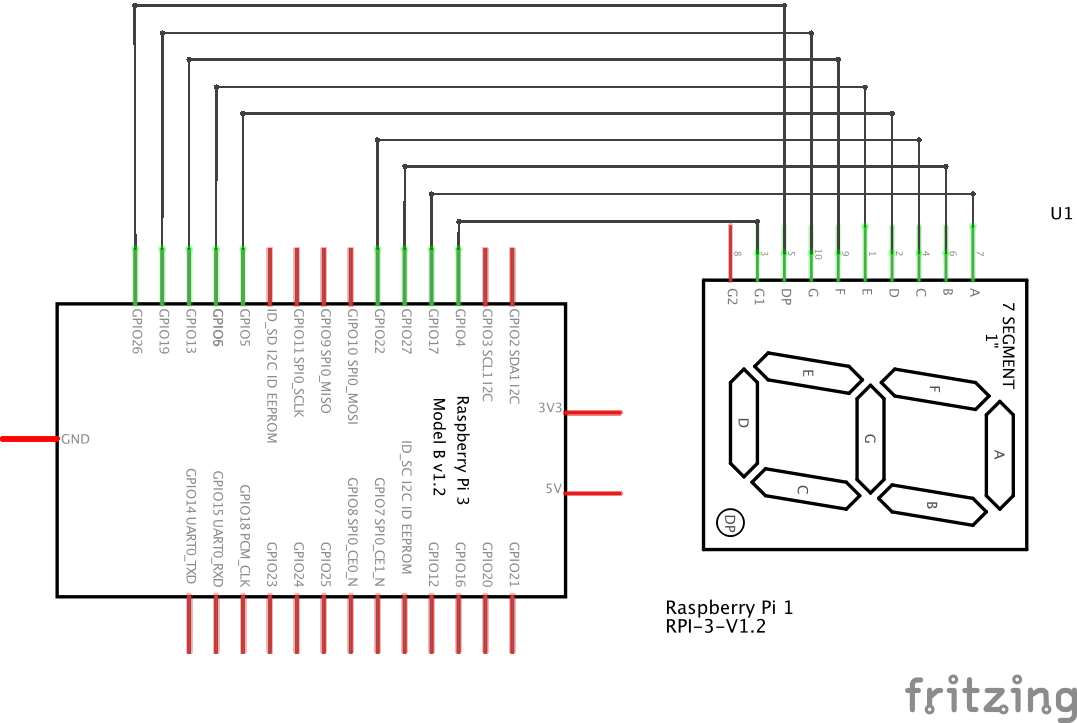 U1
8
3
5
10
9
1
2
4
6
7
G2
G1
DP
G
F
E
D
C
B
A
7 SEGMENT
1"
E
F
D
G
A
C
B
DP
GPIO26
GPIO19
GPIO13
GPIO6
GPIO5
ID_SD I2C ID EEPROM
GPIO11 SPI0_SCLK
GPIO9 SPI0_MISO
GIPO10 SPI0_MOSI
GPIO22
GPIO27
GPIO17
GPIO4
GPIO3 SCL1 I2C
GPIO2 SDA1 I2C
3V3
GND
5V
Raspberry Pi 3
Model B v1.2
GPIO14 UART0_TXD
GPIO15 UART0_RXD
GPIO18 PCM_CLK
GPIO23
GPIO24
GPIO25
GPIO8 SPI0_CE0_N
GPIO7 SPI0_CE1_N
ID_SC I2C ID EEPROM
GPIO12
GPIO16
GPIO20
GPIO21
Raspberry Pi 1
RPI-3-V1.2
fritzing